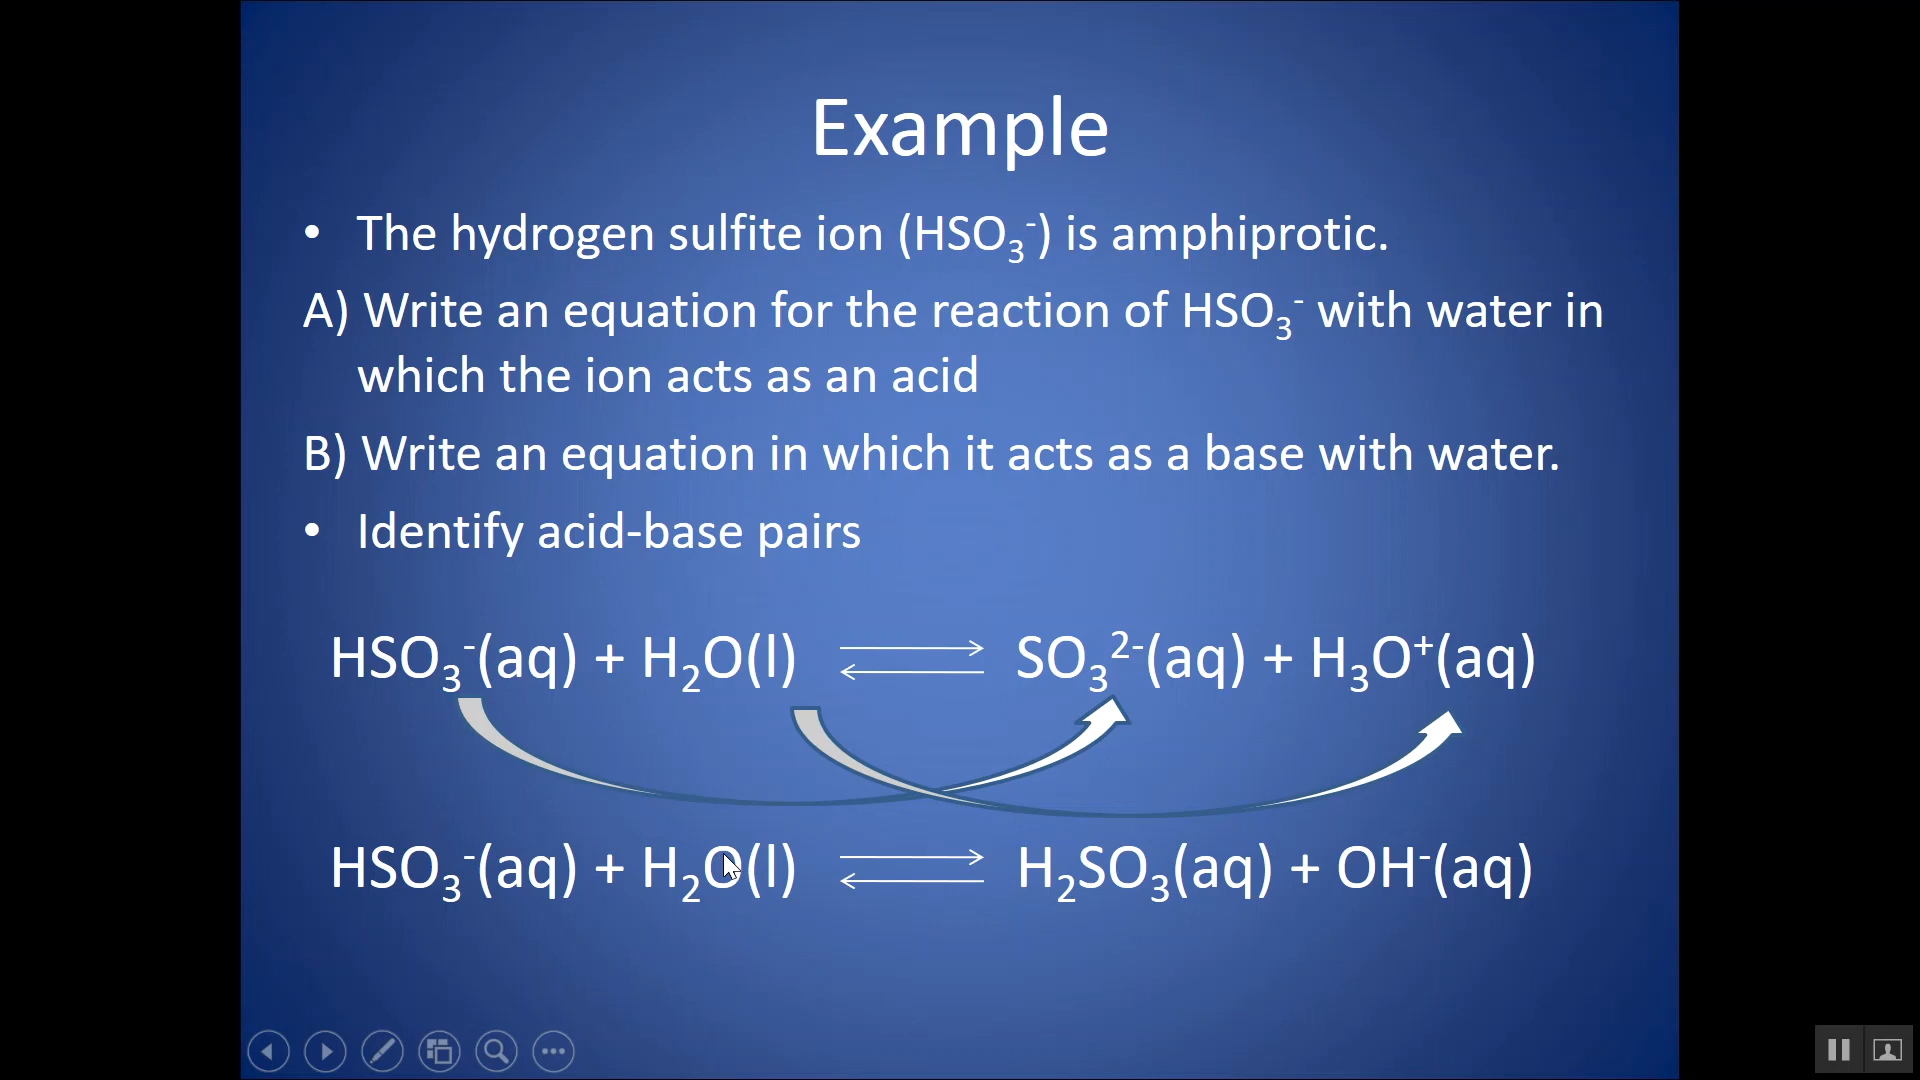 Example
• The hydrogen sulfite ion (HSO₃⁻) is amphiprotic.
A) Write an equation for the reaction of HSO₃⁻ with water in
which the ion acts as an acid
B) Write an equation in which it acts as a base with water.
• Identify acid-base pairs
HSO₃⁻(aq) + H₂O(l) ⇌ SO₃²⁻(aq) + H₃O⁺(aq)
HSO₃⁻(aq) + H₂O(l) ⇌ H₂SO₃(aq) + OH⁻(aq)